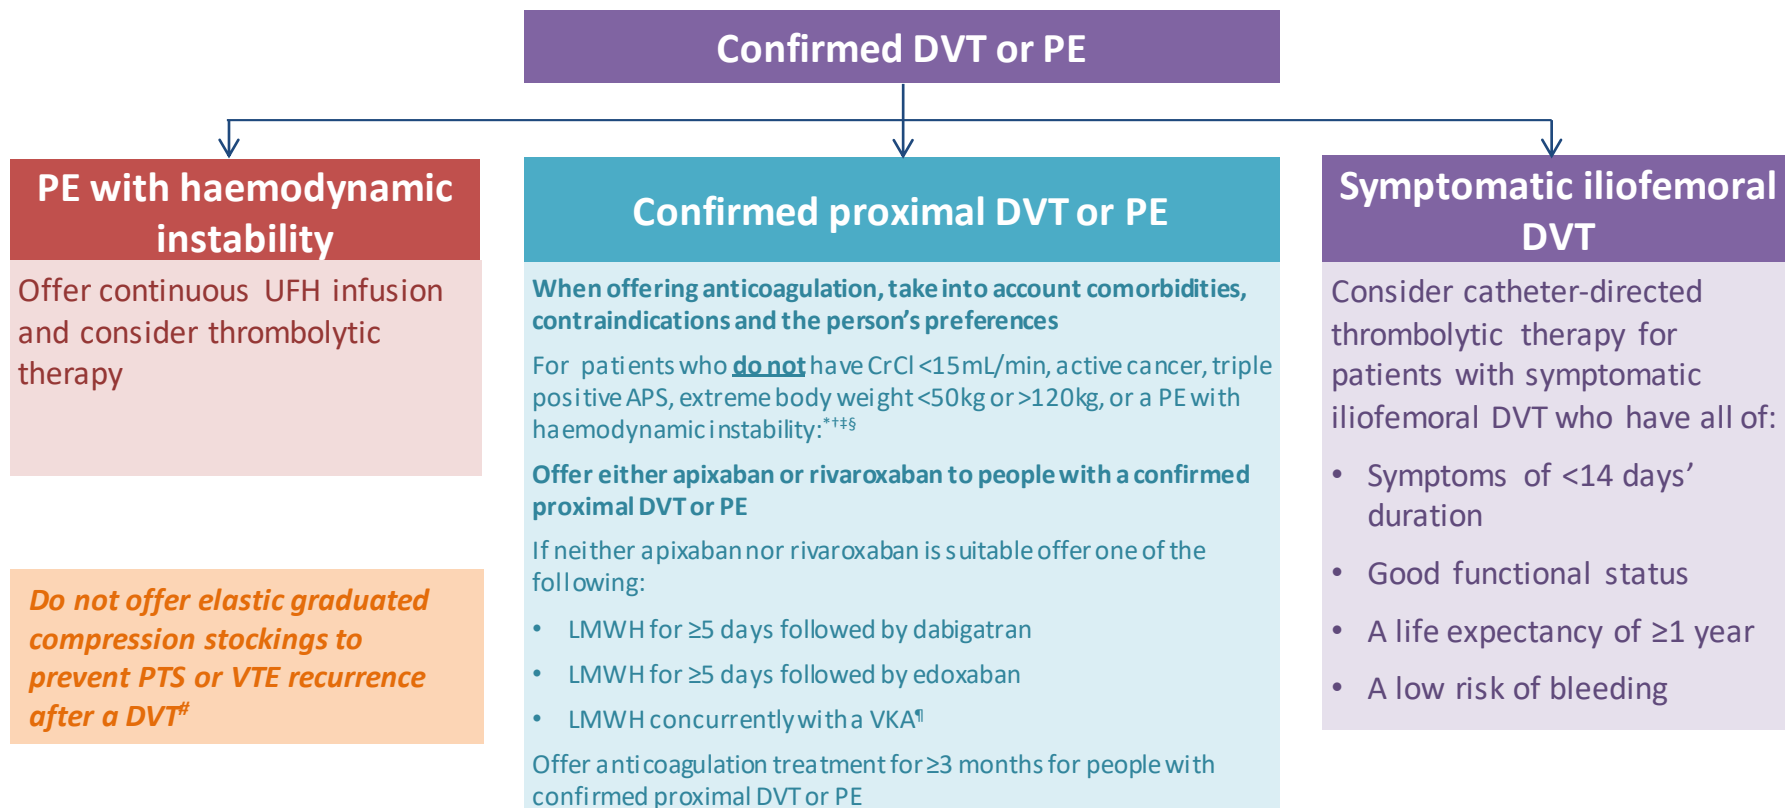 Confirmed DVT or PE
PE with haemodynamic
instability
Offer continuous UFH infusion
and consider thrombolytic
therapy
Do not offer elastic graduated
compression stockings to
prevent PTS or VTE recurrence
after a DVT#
Confirmed proximal DVT or PE
When offering anticoagulation, take into account comorbidities,
contraindications and the person's preferences
For patients who do not have CrCl <15mL/min, active cancer, triple
positive APS, extreme body weight <50kg or >120kg, or a PE with
haemodynamic instability:*†‡§
Offer either apixaban or rivaroxaban to people with a confirmed
proximal DVT or PE
If neither apixaban nor rivaroxaban is suitable offer one of the
following:
• LMWH for ≥5 days followed by dabigatran
• LMWH for ≥5 days followed by edoxaban
• LMWH concurrently with a VKA¶
Offer anticoagulation treatment for ≥3 months for people with
confirmed proximal DVT or PE
Symptomatic iliofemoral
DVT
Consider catheter-directed
thrombolytic therapy for
patients with symptomatic
iliofemoral DVT who have all of:
• Symptoms of <14 days'
duration
• Good functional status
• A life expectancy of ≥1 year
• A low risk of bleeding